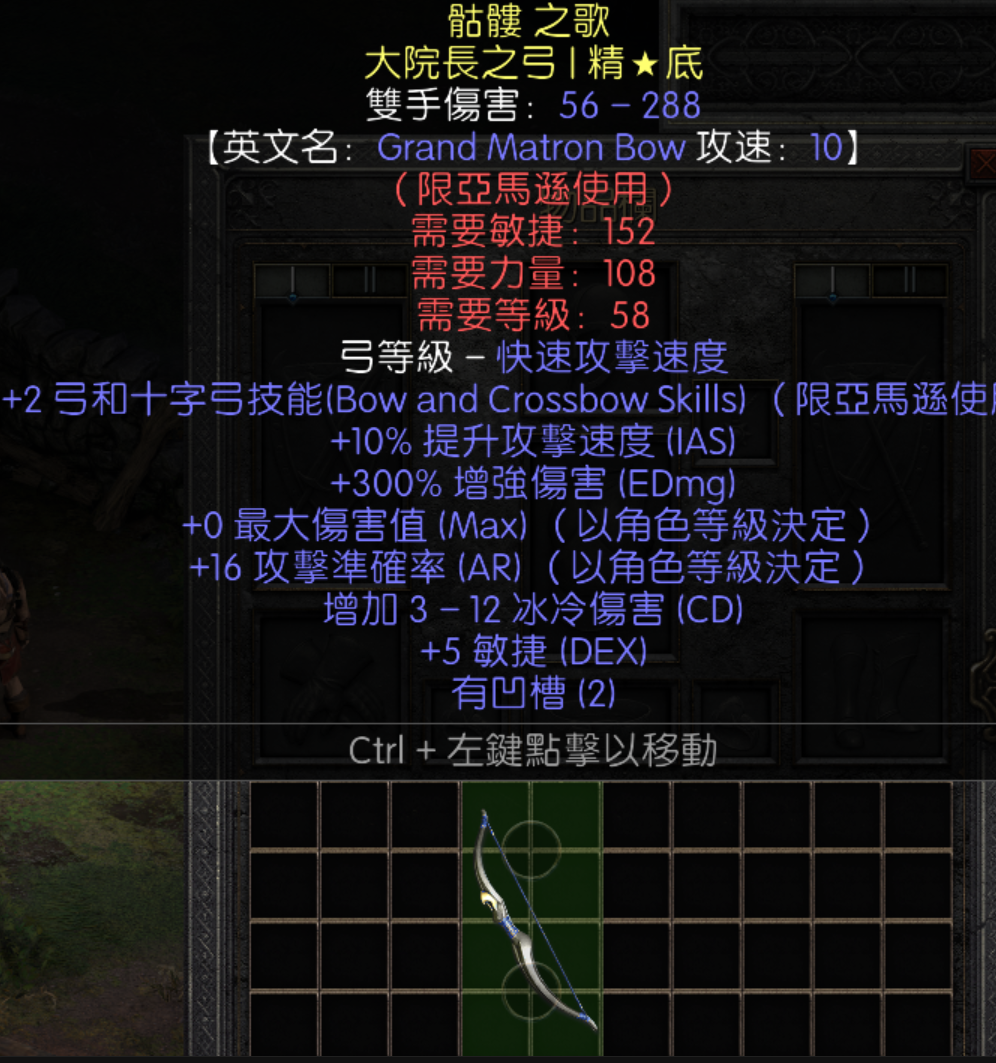 骷髏 之歌
大院長之弓 | 精★底
雙手傷害: 56 – 288
【英文名: Grand Matron Bow 攻速: 10】
（限亞馬遜使用）
需要敏捷: 152
需要力量: 108
需要等級: 58
弓等級 – 快速攻擊速度
+2 弓和十字弓技能(Bow and Crossbow Skills)（限亞馬遜使用
+10% 提升攻擊速度 (IAS)
+300% 增強傷害 (EDmg)
+0 最大傷害值 (Max)（以角色等級決定）
+16 攻擊準確率 (AR)（以角色等級決定）
增加 3 – 12 冰冷傷害 (CD)
+5 敏捷 (DEX)
有凹槽 (2)
Ctrl + 左鍵點擊以移動